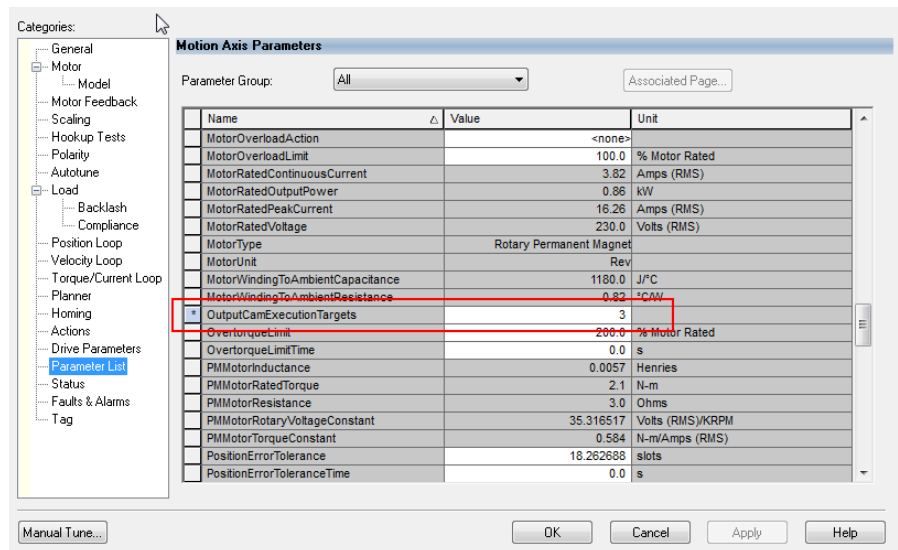 Categories:
General
Motor
Model
Motor Feedback
Scaling
Hookup Tests
Polarity
Autotune
Load
Backlash
Compliance
Position Loop
Velocity Loop
Torque/Current Loop
Planner
Homing
Actions
Drive Parameters
Parameter List
Status
Faults & Alarms
Tag
Motion Axis Parameters
Parameter Group: All Associated Page...
Name Value Unit
MotorOverloadAction <none>
MotorOverloadLimit 100.0 % Motor Rated
MotorRatedContinuousCurrent 3.82 Amps (RMS)
MotorRatedOutputPower 0.86 kW
MotorRatedPeakCurrent 16.26 Amps (RMS)
MotorRatedVoltage 230.0 Volts (RMS)
MotorType Rotary Permanent Magnet
MotorUnit Rev
MotorWindingToAmbientCapacitance 1180.0 J/°C
MotorWindingToAmbientResistance 0.82 °C/W
* OutputCamExecutionTargets 3
OvertorqueLimit 200.0 % Motor Rated
OvertorqueLimitTime 0.0 s
PMMotorInductance 0.0057 Henries
PMMotorRatedTorque 2.1 N-m
PMMotorResistance 3.0 Ohms
PMMotorRotaryVoltageConstant 35.316517 Volts (RMS)/KRPM
PMMotorTorqueConstant 0.584 N-m/Amps (RMS)
PositionErrorTolerance 18.262688 slots
PositionErrorToleranceTime 0.0 s
Manual Tune... OK Cancel Apply Help